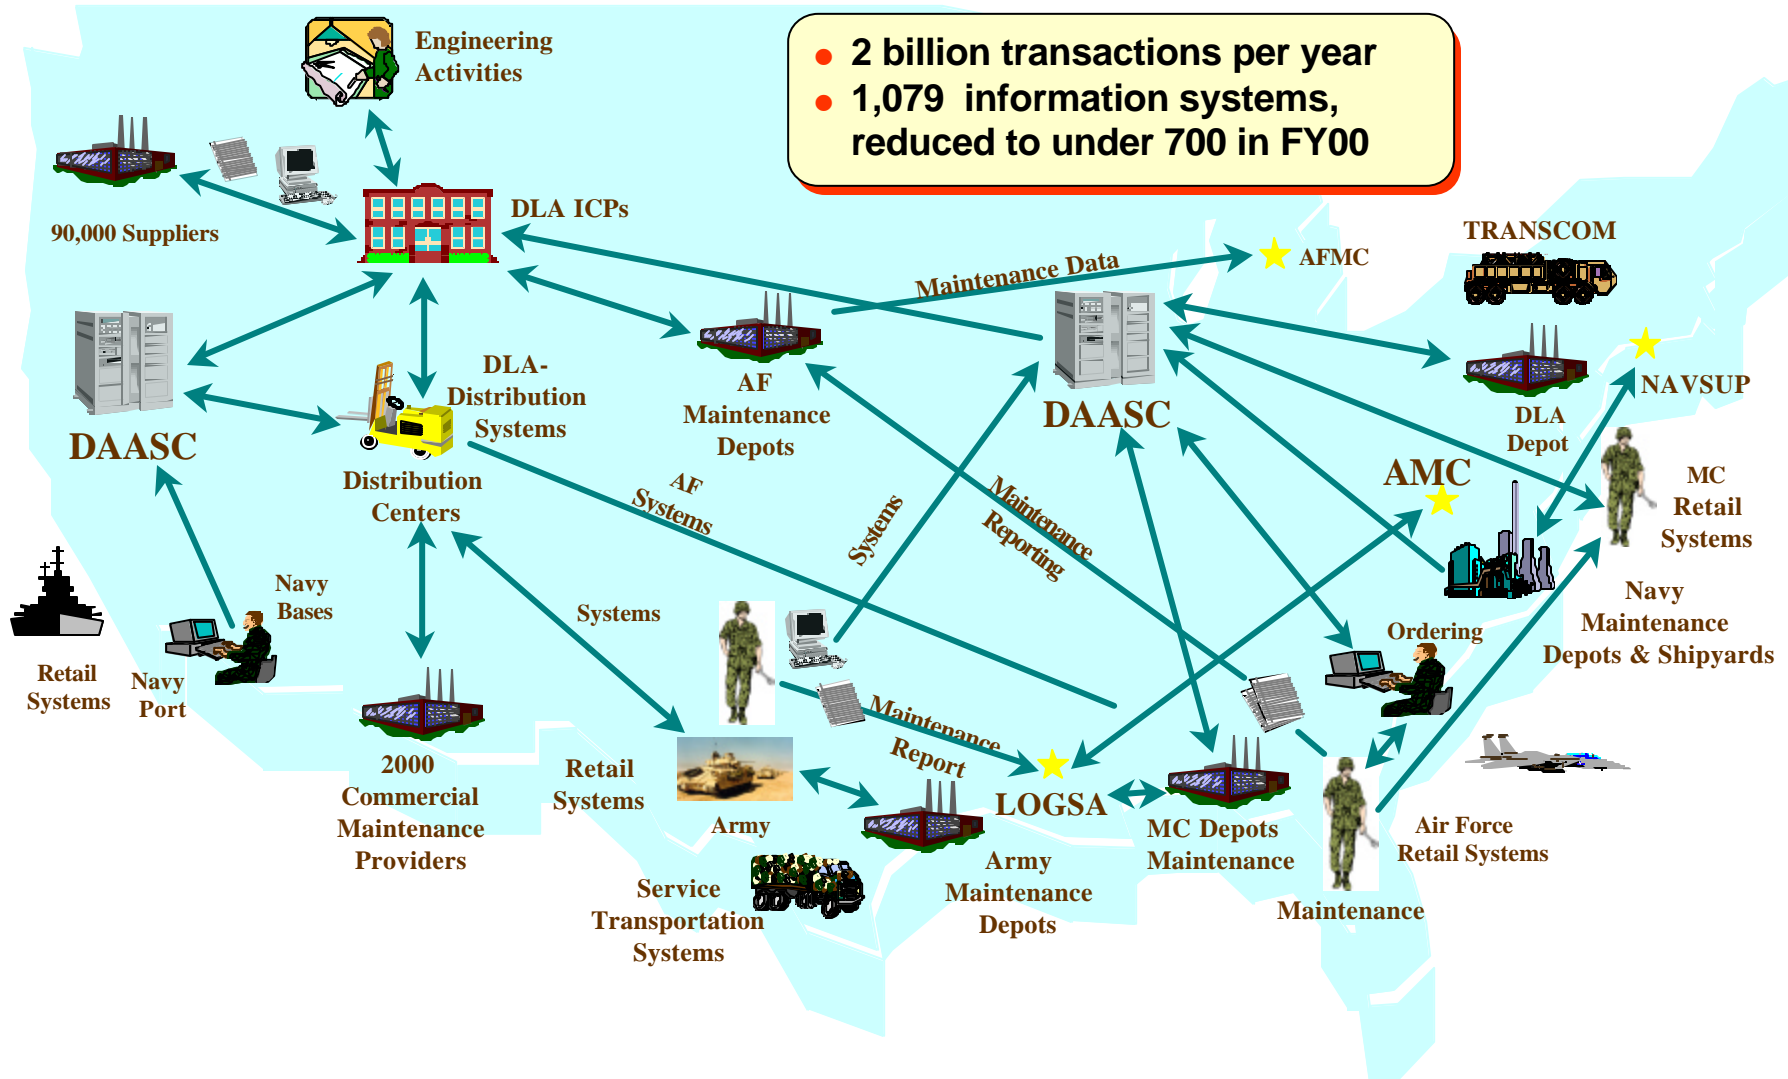 Engineering
Activities
• 2 billion transactions per year
• 1,079 information systems,
reduced to under 700 in FY00
90,000 Suppliers
DLA ICPs
TRANSCOM
AFMC
Maintenance Data
DLA-
Distribution
Systems
AF
Maintenance
Depots
DAASC
DAASC
NAVSUP
DLA
Depot
AMC
MC
Retail
Systems
Distribution
Centers
AF
Systems
Systems
Maintenance
Reporting
Navy
Bases
Systems
Ordering
Navy
Maintenance
Depots & Shipyards
Retail
Systems
Navy
Port
Maintenance
Report
2000
Commercial
Maintenance
Providers
Retail
Systems
Army
LOGSA
MC Depots
Maintenance
Air Force
Retail Systems
Army
Maintenance
Depots
Service
Transportation
Systems
Maintenance